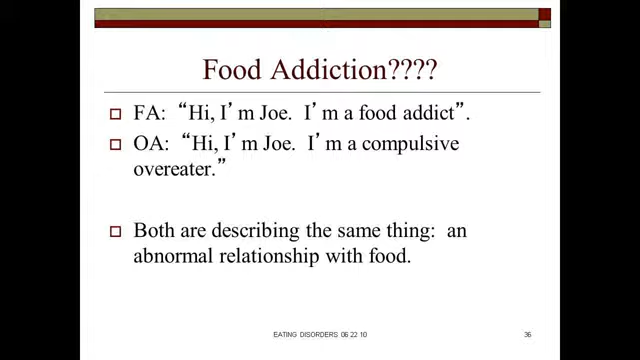 Food Addiction????
FA: “Hi, I’m Joe. I’m a food addict”.
OA: “Hi, I’m Joe. I’m a compulsive
overeater.”
Both are describing the same thing: an
abnormal relationship with food.
EATING DISORDERS 06 22 10
36